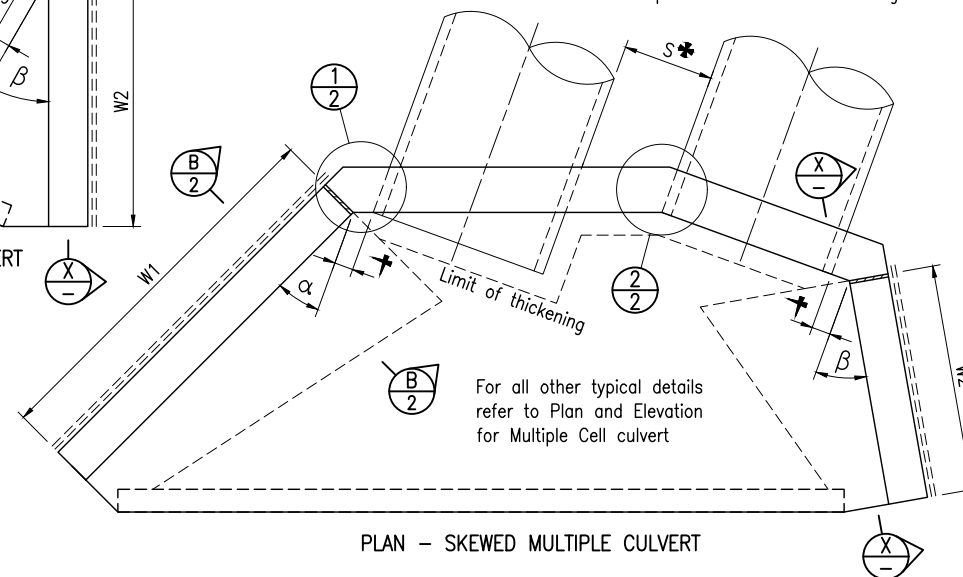 β
W2
S✱
1
2
B
2
X
–
ERT
X
–
W1
α
Limit of thickening
2
2
β
B
2
For all other typical details
refer to Plan and Elevation
for Multiple Cell culvert
PLAN – SKEWED MULTIPLE CULVERT
X
–